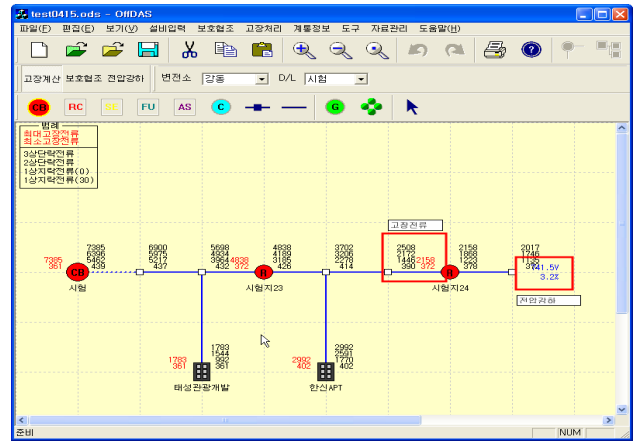 test0415.ods - OffDAS
파일(F) 편집(E) 보기(V) 설비입력 보호협조 고장처리 계통정보 도구 자료관리 도움말(H)
고장계산 보호협조 전압강하 변전소 강동 D/L 시험
CB RC FU AS C G
범례
최대고장전류
최소고장전류
3상단락전류
2상단락전류
1상지락전류(0)
1상지락전류(30)
고장전류
7385 6900 5698 4838 3702 2508 2158 2017
6396 5975 4934 4189 3206 2172 1868 1746
7385 5462 5217 3964 4838 3185 2278 1446 2158 1223 1135 141.5V
361 439 437 432 372 426 414 390 372 378 3.2%
CB R R
시험 시험지23 시험지24
전압강하
1783 2992
1544 2591
1783 992 2992 1770
361 361 402 402
태성관광개발 한신APT
준비 NUM